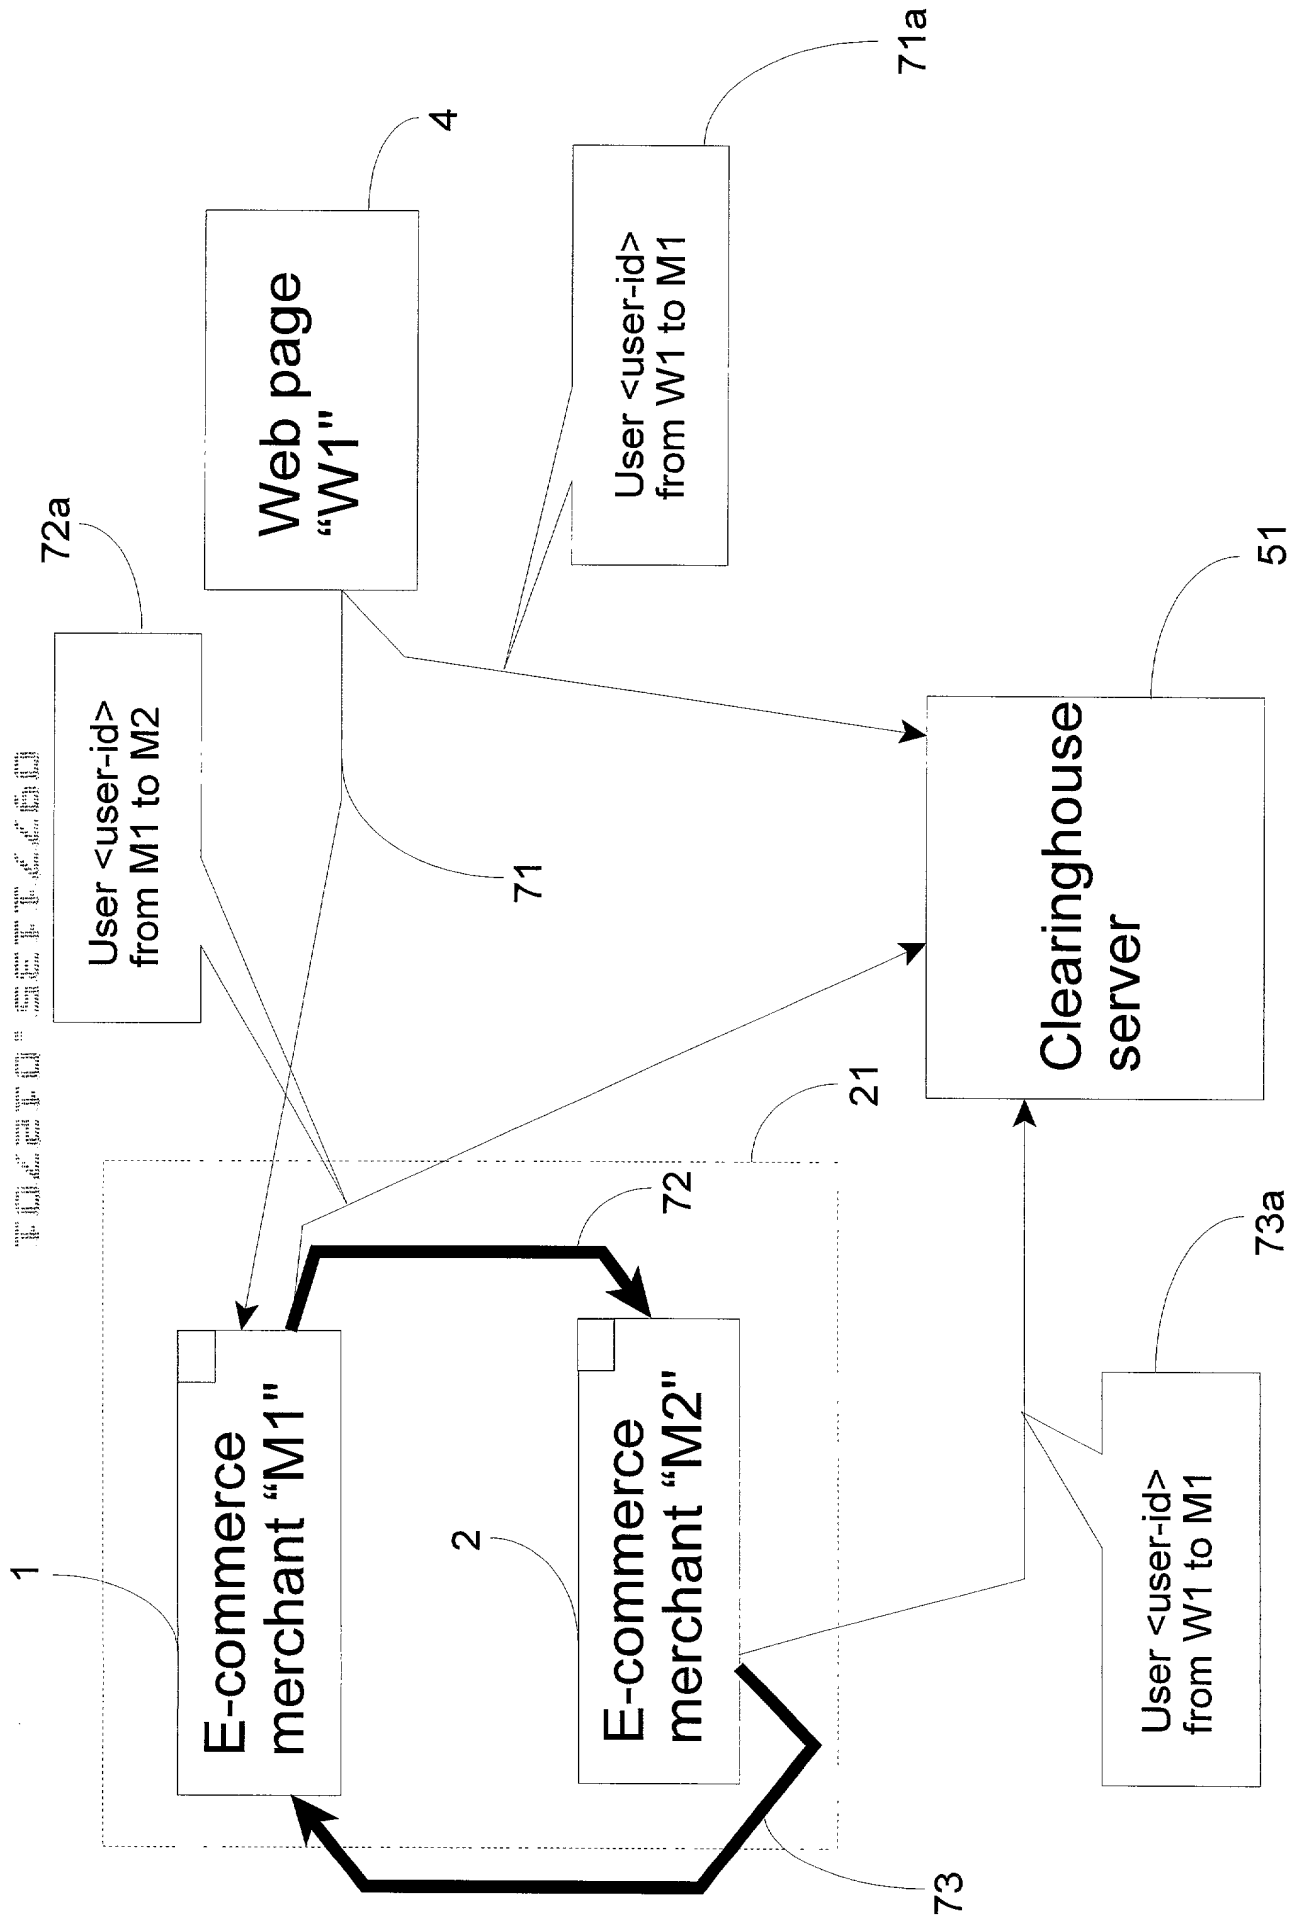 1
E-commerce
merchant “M1"
2
E-commerce
merchant “M2"
73
72
21
72a
User <user-id>
from M1 to M2
71
4
Web page
“W1"
71a
User <user-id>
from W1 to M1
51
Clearinghouse
server
73a
User <user-id>
from W1 to M1